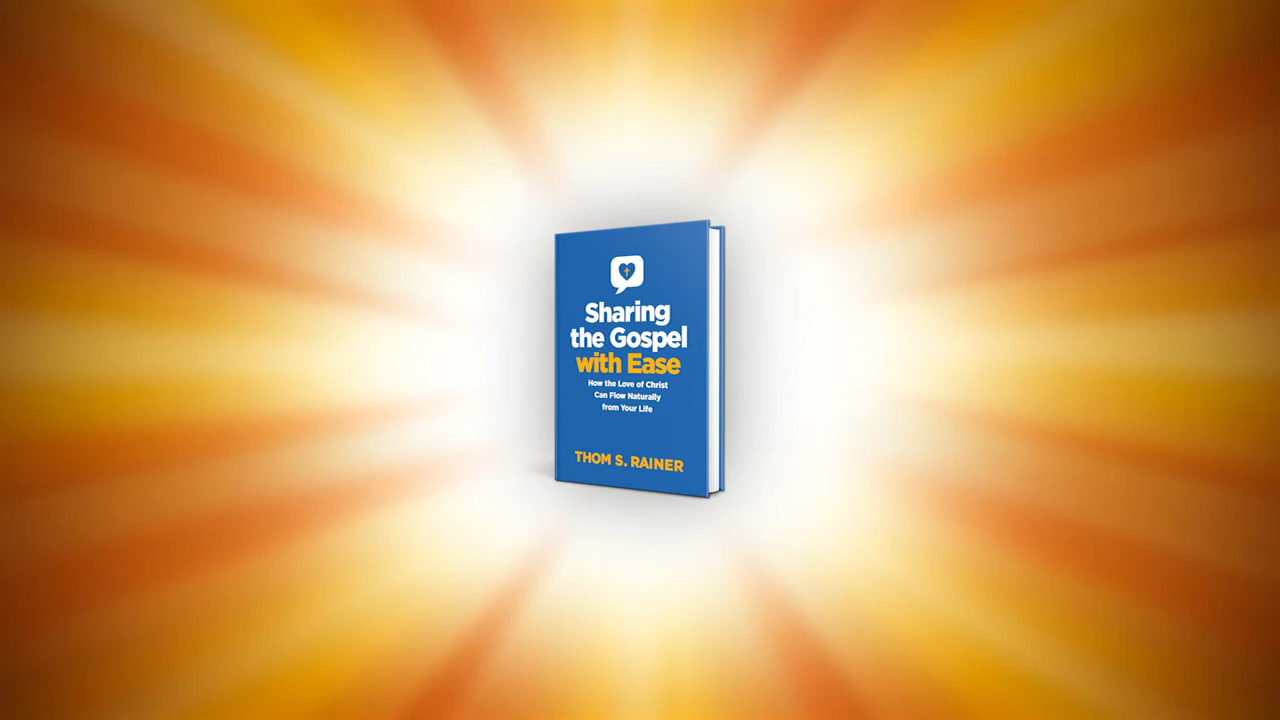 Sharing
the Gospel
with Ease
How the Love of Christ
Can Flow Naturally
from Your Life
THOM S. RAINER